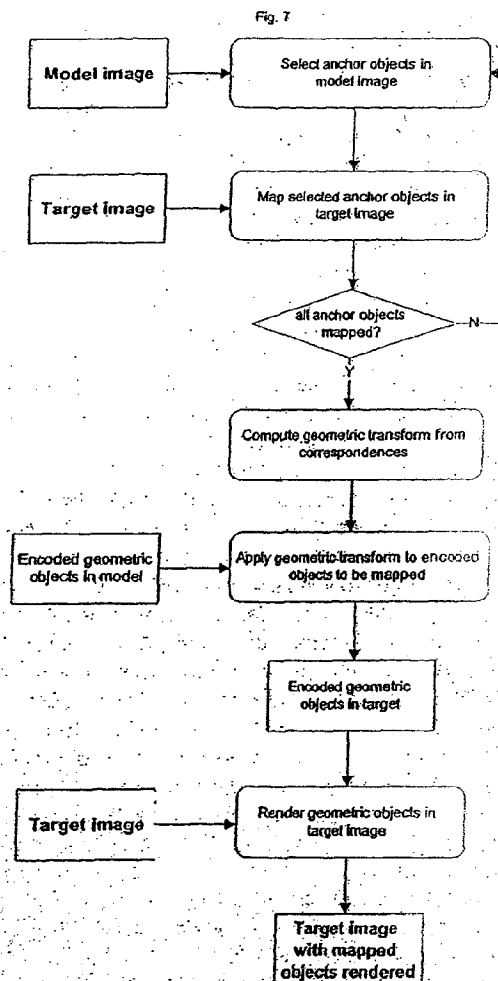 Fig. 7
Model image
Select anchor objects in
model image
Target image
Map selected anchor objects in
target image
all anchor objects
mapped?
N
Y
Compute geometric transform from
correspondences
Encoded geometric
objects in model
Apply geometric transform to encoded
objects to be mapped
Encoded geometric
objects in target
Target image
Render geometric objects in
target image
Target image
with mapped
objects rendered